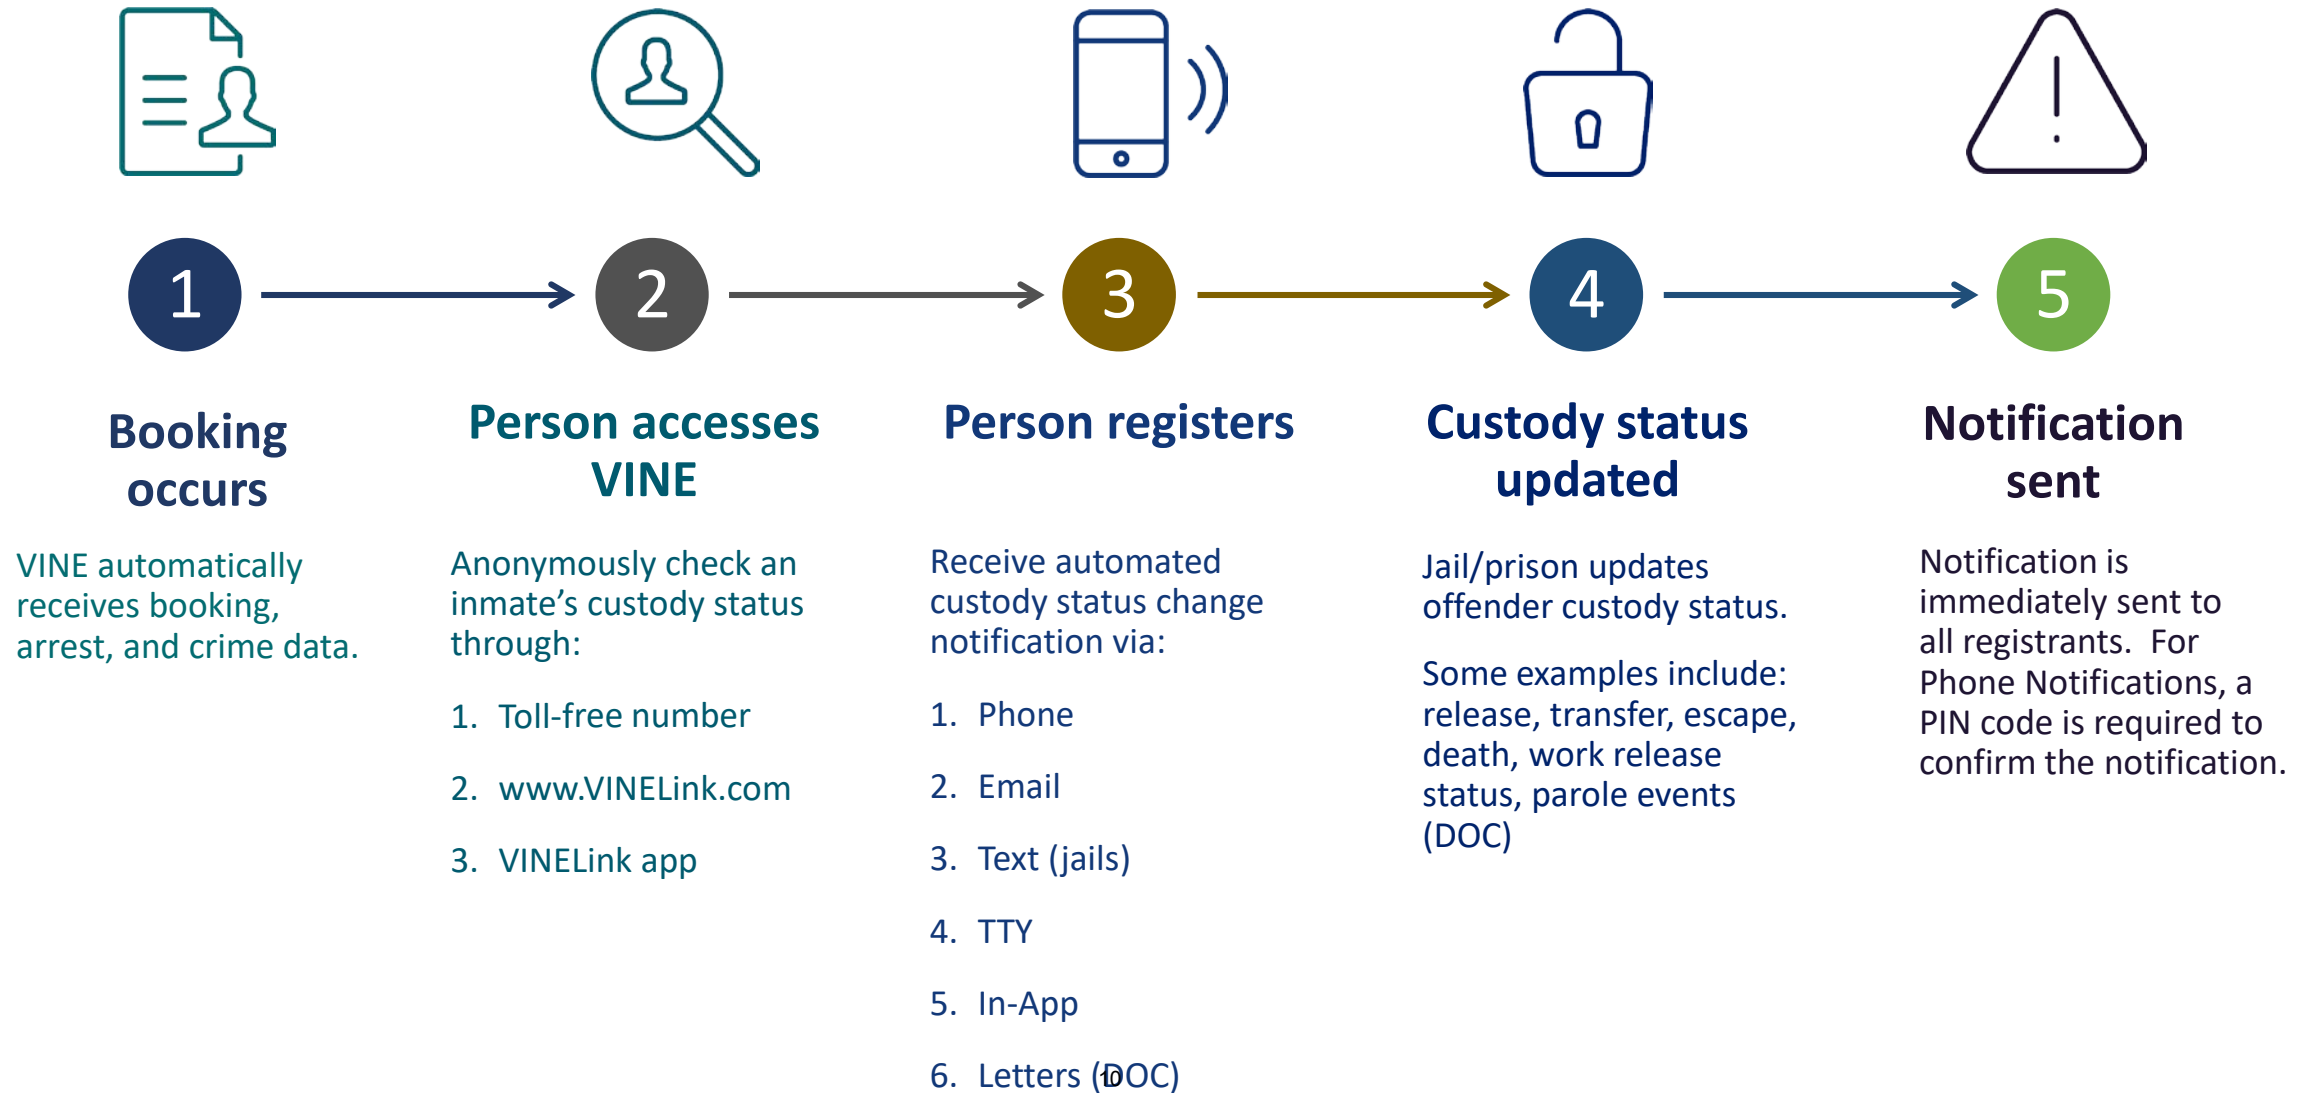 1
2
3
4
5
Booking
occurs
VINE automatically
receives booking,
arrest, and crime data.
Person accesses
VINE
Anonymously check an
inmate’s custody status
through:
1. Toll-free number
2. www.VINELink.com
3. VINELink app
Person registers
Receive automated
custody status change
notification via:
1. Phone
2. Email
3. Text (jails)
4. TTY
5. In-App
6. Letters (DOC)
10
Custody status
updated
Jail/prison updates
offender custody status.
Some examples include:
release, transfer, escape,
death, work release
status, parole events
(DOC)
Notification
sent
Notification is
immediately sent to
all registrants.  For
Phone Notifications, a
PIN code is required to
confirm the notification.